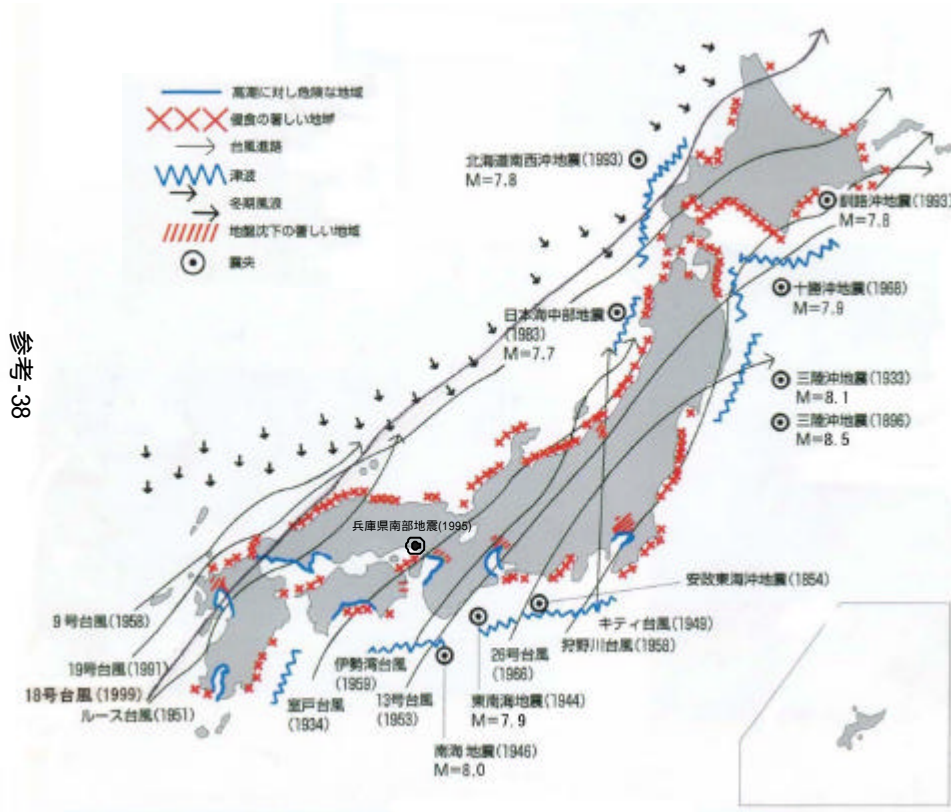 高潮に対し危険な地域
侵食の著しい地域
台風進路
津波
冬期風浪
地盤沈下の著しい地域
震央
北海道南西沖地震(1993)
M=7.8
釧路沖地震(1993)
M=7.8
十勝沖地震(1968)
M=7.9
日本海中部地震
(1983)
M=7.7
三陸沖地震(1933)
M=8.1
三陸沖地震(1896)
M=8.5
参考-38
兵庫県南部地震(1995)
安政東海沖地震(1854)
9号台風(1958)
キティ台風(1949)
狩野川台風(1958)
19号台風(1991)
伊勢湾台風
(1959)
26号台風
(1966)
18号台風(1999)
ルース台風(1951)
室戸台風
(1934)
13号台風
(1953)
東南海地震(1944)
M=7.9
南海地震(1946)
M=8.0